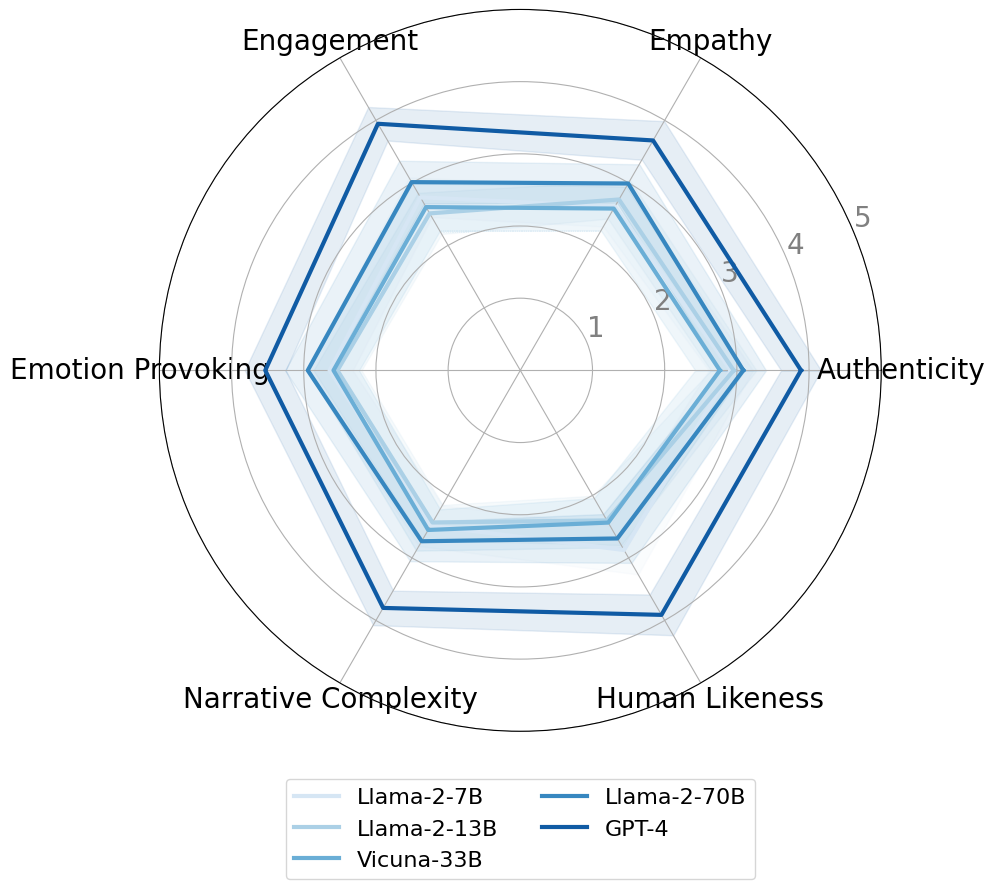 Engagement
Empathy
5
4
3
2
1
Emotion Provoking
Authenticity
Narrative Complexity
Human Likeness
Llama-2-7B
Llama-2-13B
Vicuna-33B
Llama-2-70B
GPT-4